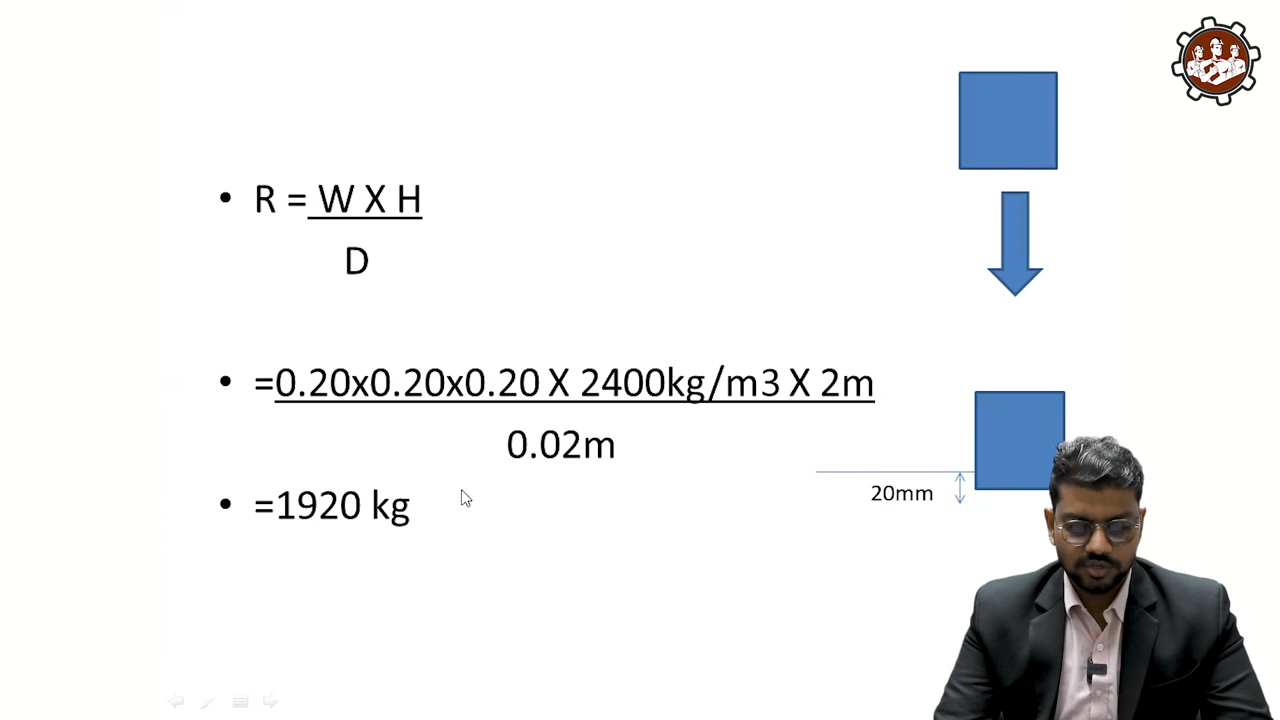 • R = W X H
D
• =0.20x0.20x0.20 X 2400kg/m3 X 2m
0.02m
• =1920 kg
20mm